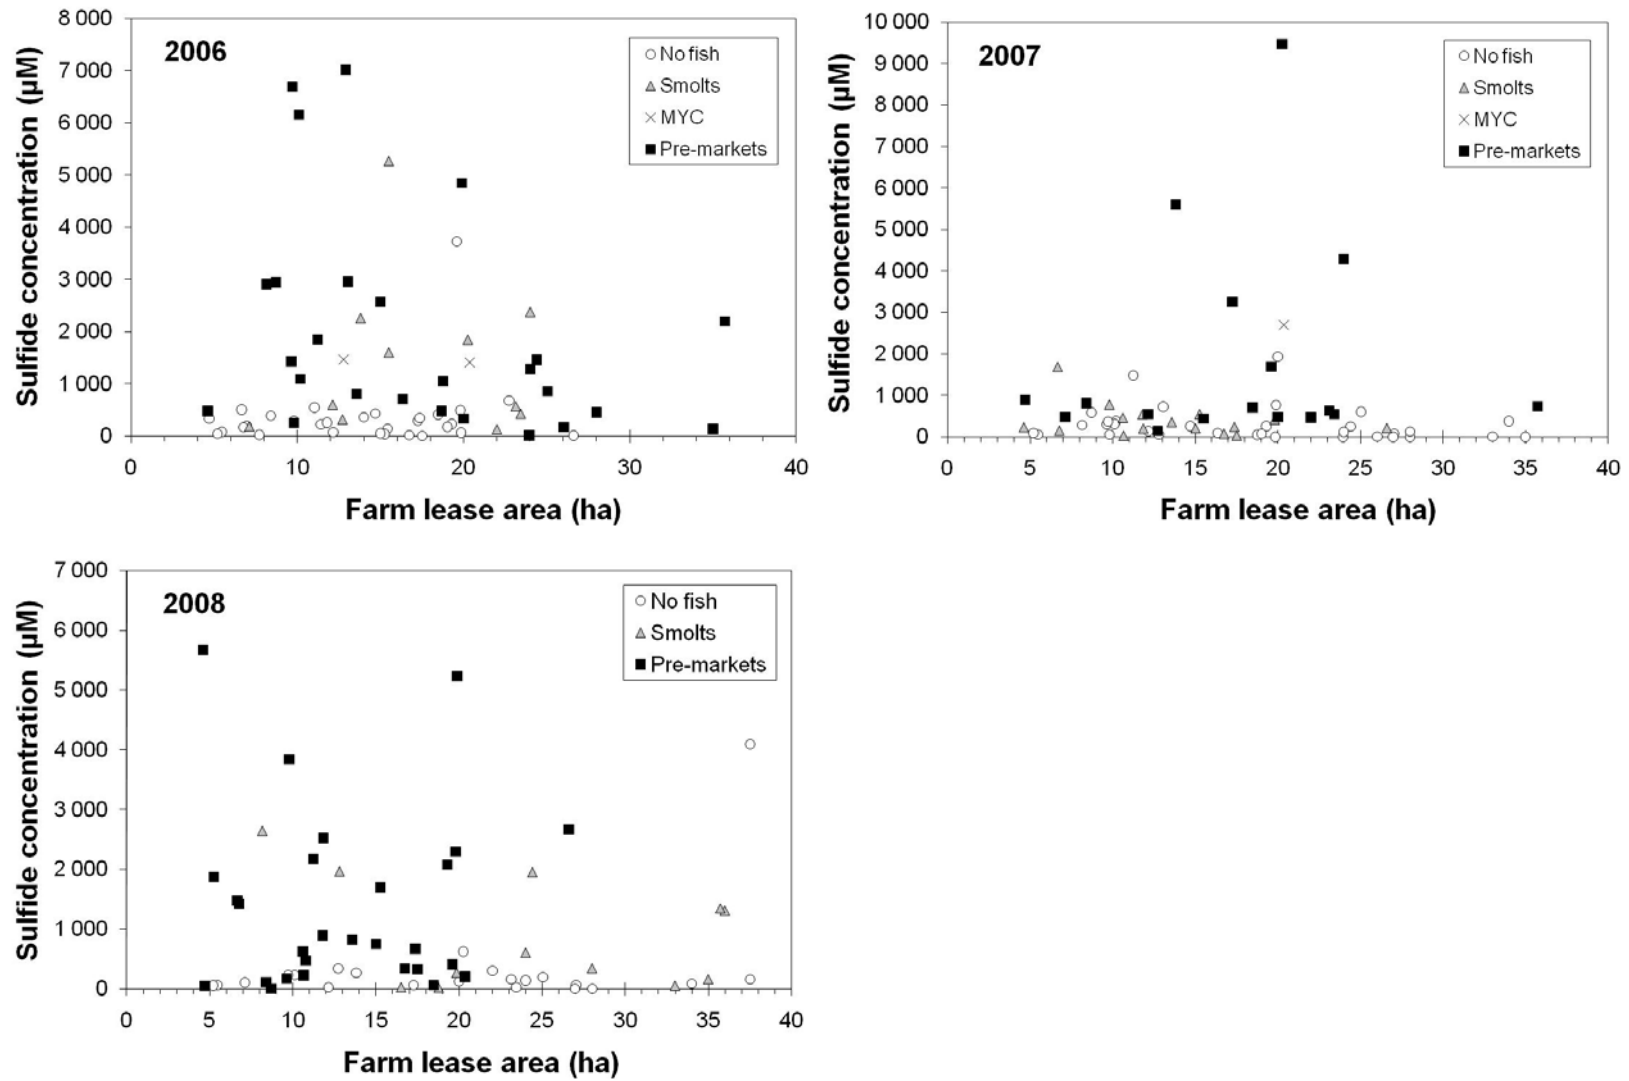 2006
Sulfide concentration (µM)
8 000
7 000
6 000
5 000
4 000
3 000
2 000
1 000
0
No fish
Smolts
MYC
Pre-markets
0 10 20 30 40
Farm lease area (ha)
2007
Sulfide concentration (µM)
10 000
9 000
8 000
7 000
6 000
5 000
4 000
3 000
2 000
1 000
0
No fish
Smolts
MYC
Pre-markets
0 5 10 15 20 25 30 35 40
Farm lease area (ha)
2008
Sulfide concentration (µM)
7 000
6 000
5 000
4 000
3 000
2 000
1 000
0
No fish
Smolts
Pre-markets
0 5 10 15 20 25 30 35 40
Farm lease area (ha)